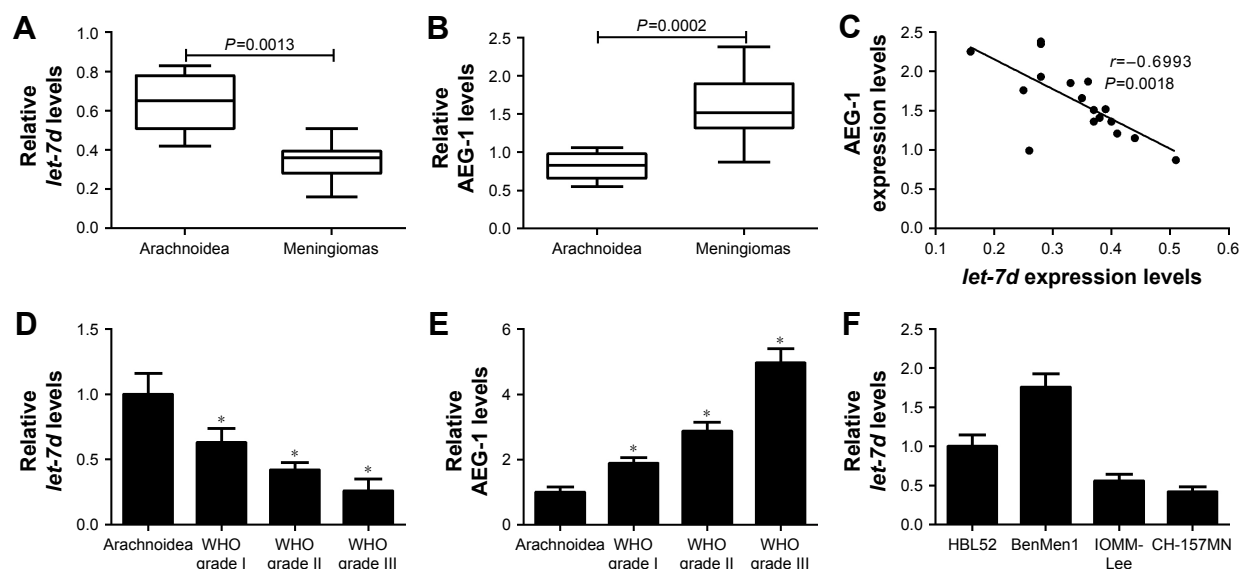 A
Relative
let-7d levels
1.0
0.8
0.6
0.4
0.2
0.0
P=0.0013
Arachnoidea Meningiomas
B
Relative
AEG-1 levels
2.5
2.0
1.5
1.0
0.5
0.0
P=0.0002
Arachnoidea Meningiomas
C
AEG-1
expression levels
2.5
2.0
1.5
1.0
0.5
0.0
r=−0.6993
P=0.0018
0.1 0.2 0.3 0.4 0.5 0.6
let-7d expression levels
D
Relative
let-7d levels
1.5
1.0
0.5
0.0
* * *
Arachnoidea WHO WHO WHO
grade I grade II grade III
E
Relative
AEG-1 levels
6
4
2
0
* * *
Arachnoidea WHO WHO WHO
grade I grade II grade III
F
Relative
let-7d levels
2.5
2.0
1.5
1.0
0.5
0.0
HBL52 BenMen1 IOMM- CH-157MN
Lee